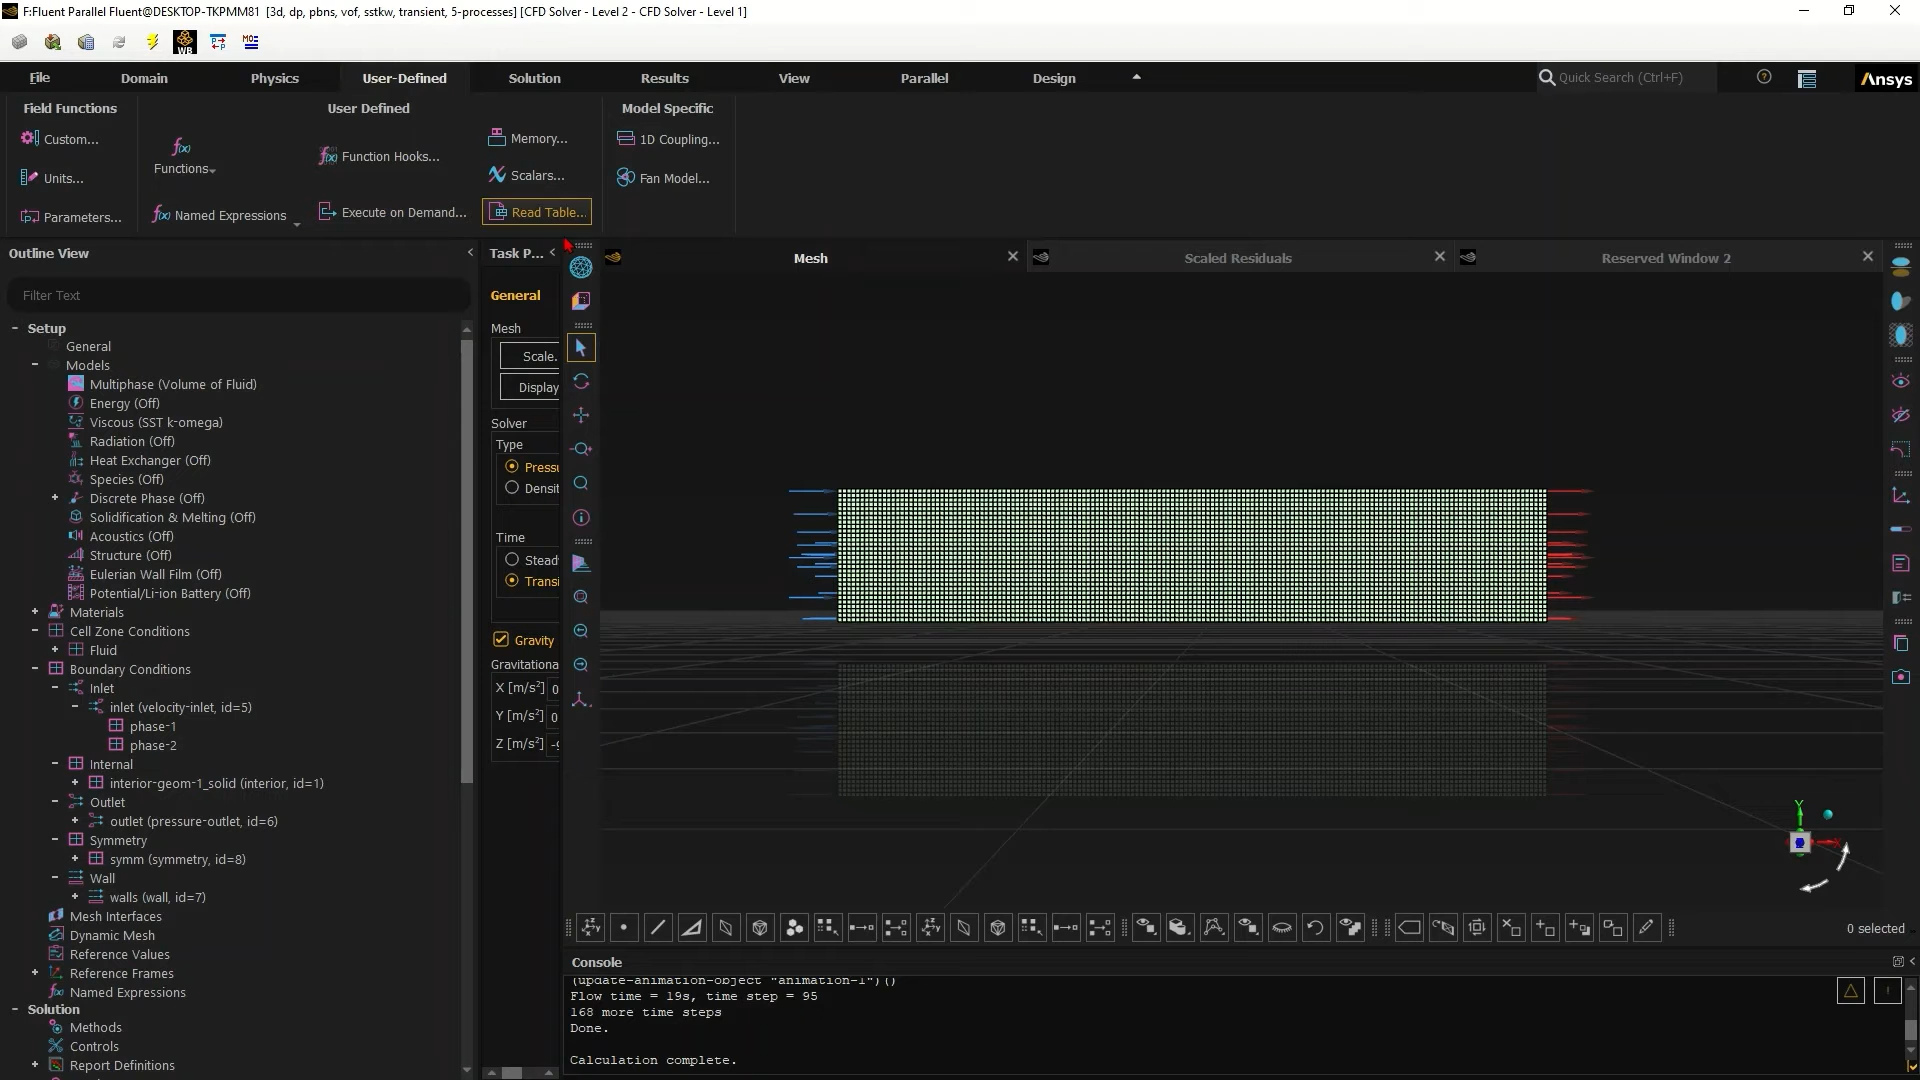 F:Fluent Parallel Fluent@DESKTOP-TKPMM81 [3d, dp, pbns, vof, sstkw, transient, 5-processes] [CFD Solver - Level 2 - CFD Solver - Level 1]
WB
File Domain Physics User-Defined Solution Results View Parallel Design Quick Search (Ctrl+F) Ansys
Field Functions User Defined Model Specific
Custom... Memory... 1D Coupling...
Functions Function Hooks...
Units... Scalars... Fan Model...
Parameters... Named Expressions Execute on Demand... Read Table...
Outline View
Filter Text
Setup
General
Models
Multiphase (Volume of Fluid)
Energy (Off)
Viscous (SST k-omega)
Radiation (Off)
Heat Exchanger (Off)
Species (Off)
Discrete Phase (Off)
Solidification & Melting (Off)
Acoustics (Off)
Structure (Off)
Eulerian Wall Film (Off)
Potential/Li-ion Battery (Off)
Materials
Cell Zone Conditions
Fluid
Boundary Conditions
Inlet
inlet (velocity-inlet, id=5)
phase-1
phase-2
Internal
interior-geom-1_solid (interior, id=1)
Outlet
outlet (pressure-outlet, id=6)
Symmetry
symm (symmetry, id=8)
Wall
walls (wall, id=7)
Mesh Interfaces
Dynamic Mesh
Reference Values
Reference Frames
Named Expressions
Solution
Methods
Controls
Report Definitions
Task P...
General
Mesh
Scale.
Display
Solver
Type
Pressu
Densit
Time
Stead
Transi
Gravity
Gravitationa
X [m/s²] 0
Y [m/s²] 0
Z [m/s²] -9
Mesh Scaled Residuals Reserved Window 2
Y
X
0 selected
Console
(update-animation-object "animation-1")()
Flow time = 19s, time step = 95
168 more time steps
Done.
Calculation complete.